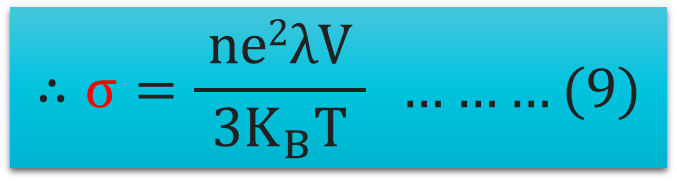 ∴ σ = ne²λV / 3K_BT ... ... ... (9)